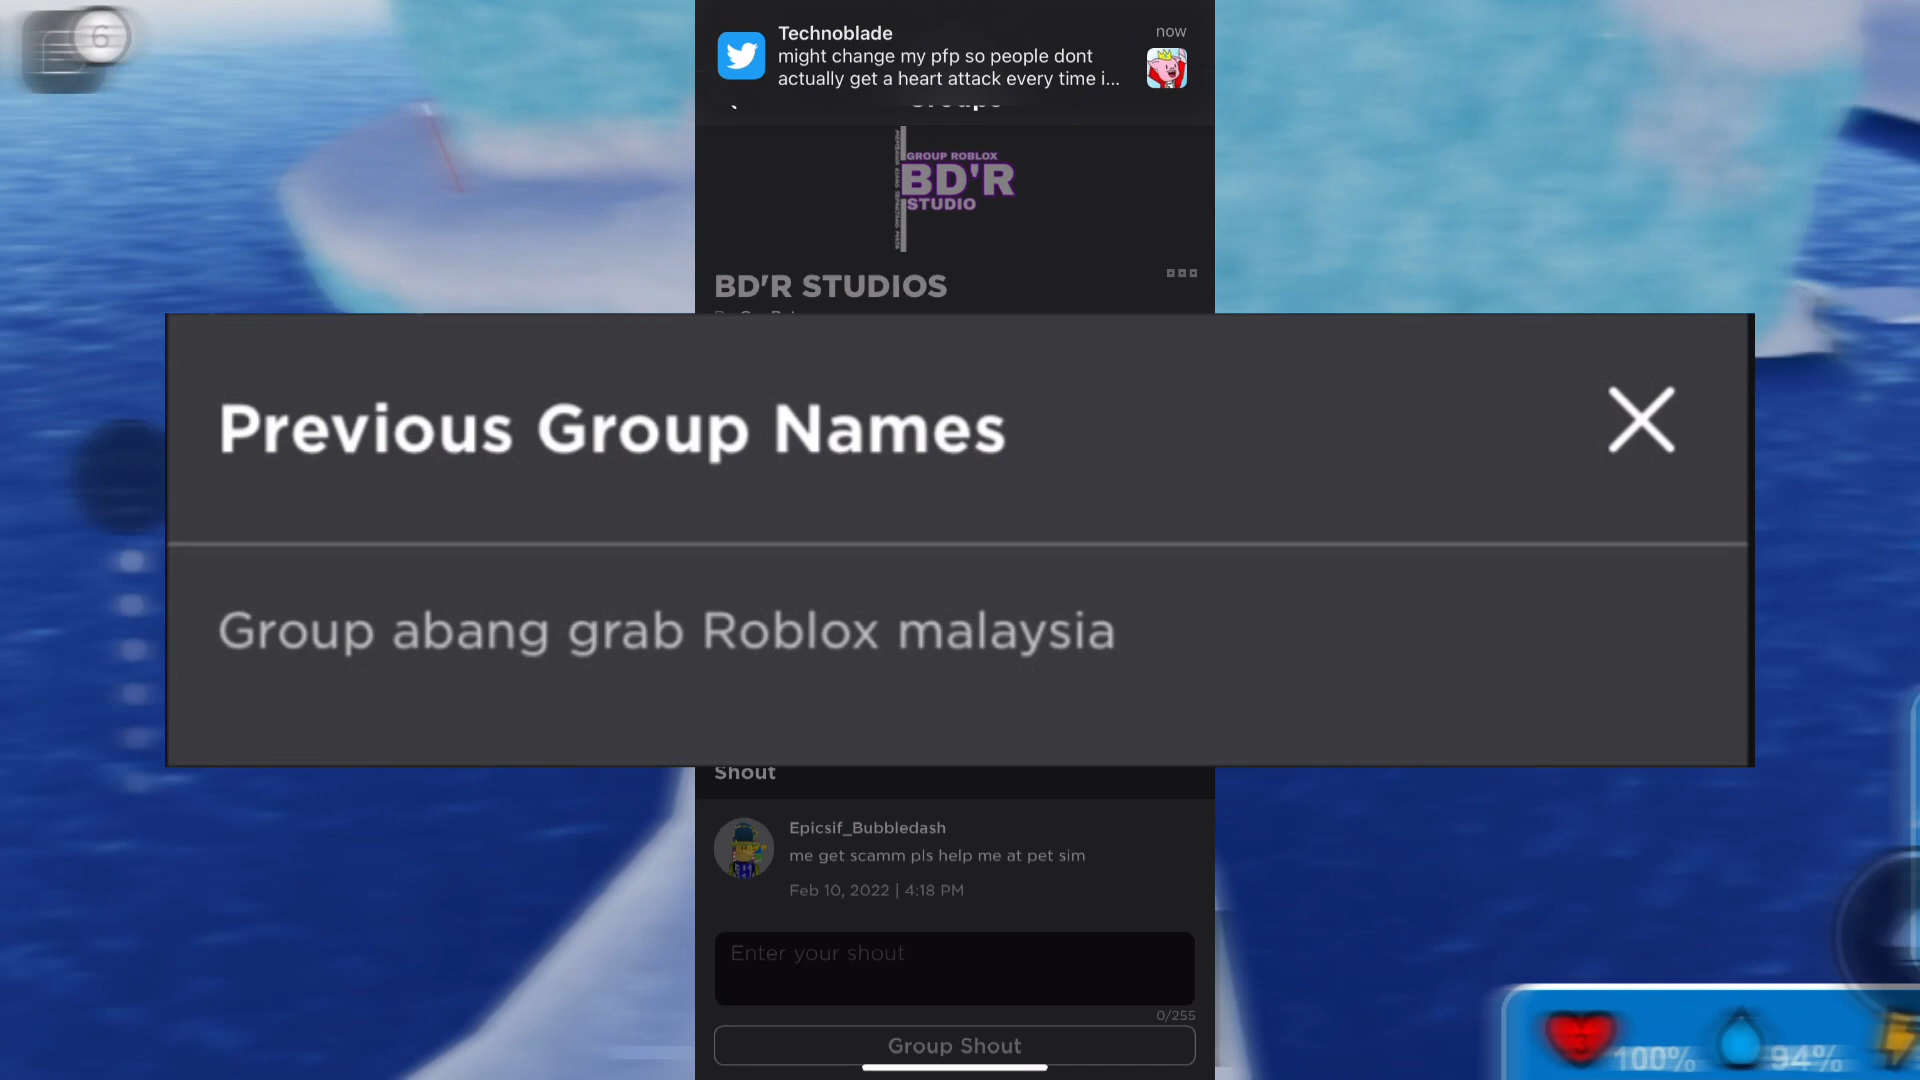 6
Technoblade
now
might change my pfp so people dont
actually get a heart attack every time i...
Groups
GROUP ROBLOX
BD'R
STUDIO
BD'R STUDIOS
Previous Group Names
Group abang grab Roblox malaysia
Shout
Epicsif_Bubbledash
me get scamm pls help me at pet sim
Feb 10, 2022 | 4:18 PM
Enter your shout
0/255
Group Shout
100%
94%